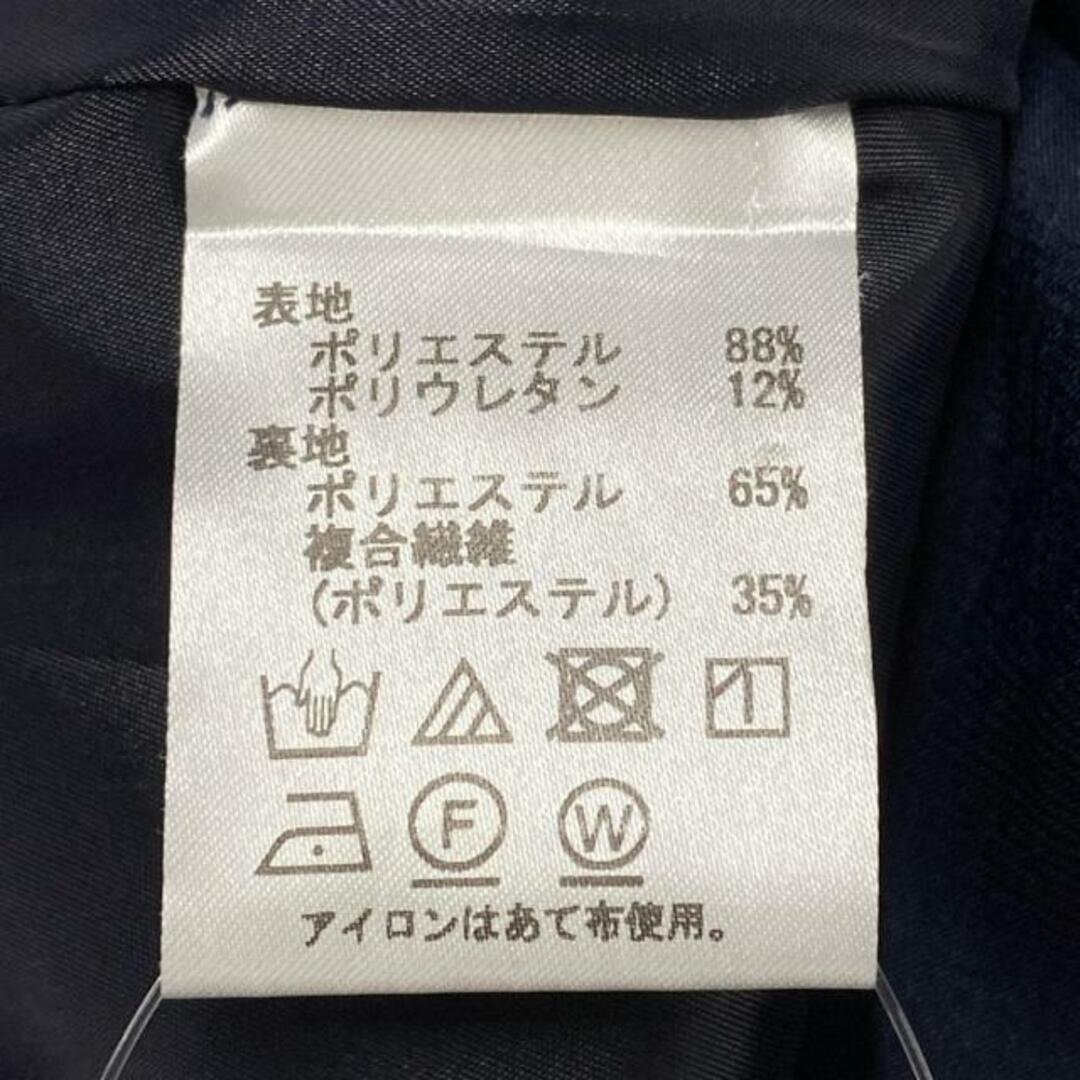 表地
ポリエステル 88%
ポリウレタン 12%
裏地
ポリエステル 65%
複合繊維
(ポリエステル) 35%
F W
アイロンはあて布使用。